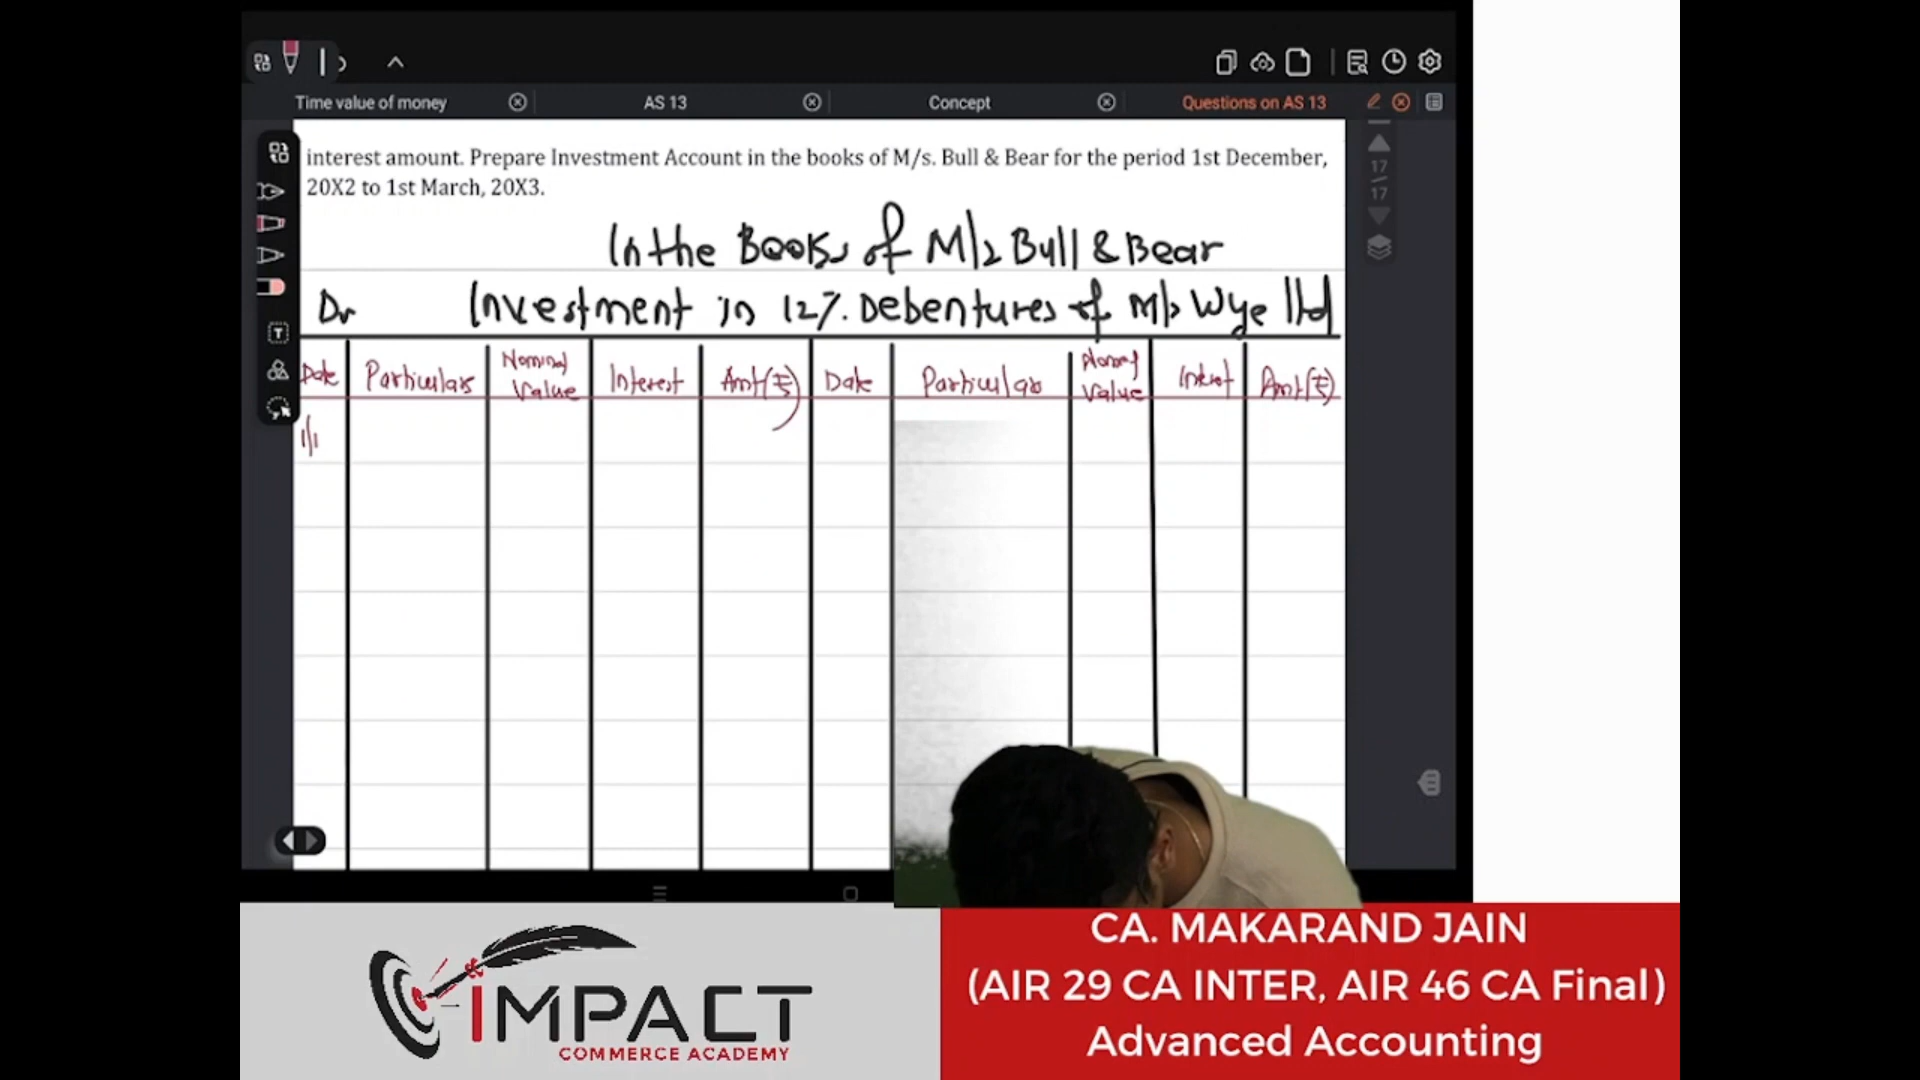 Time value of money
AS 13
Concept
Questions on AS 13
interest amount. Prepare Investment Account in the books of M/s. Bull & Bear for the period 1st December,
20X2 to 1st March, 20X3.
17
17
In the Books of M/s Bull & Bear
Dr
Investment in 12% Debentures of M/s Wye ltd
Date
Particulars
Nominal Value
Interest
Amt(₹)
Date
Particulars
Nominal Value
Interest
Amt(₹)
1/1
IMPACT
COMMERCE ACADEMY
CA. MAKARAND JAIN
(AIR 29 CA INTER, AIR 46 CA Final)
Advanced Accounting